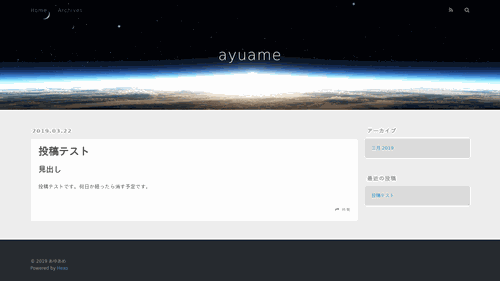 Home Archives
ayuame
2019.03.22
投稿テスト
見出し
投稿テストです。何日か経ったら消す予定です。
共有
アーカイブ
三月 2019
最近の投稿
投稿テスト
© 2019 あゆあめ
Powered by Hexo